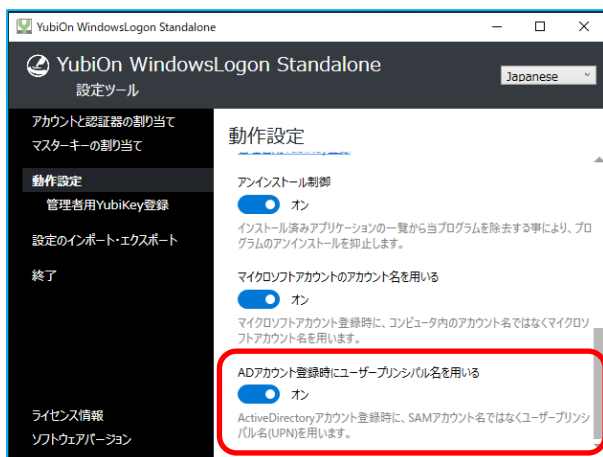 YubiOn WindowsLogon Standalone
YubiOn WindowsLogon Standalone
設定ツール
Japanese
アカウントと認証器の割り当て
マスターキーの割り当て
動作設定
管理者用YubiKey登録
設定のインポート・エクスポート
終了
ライセンス情報
ソフトウェアバージョン
動作設定
管理者用YubiKey登録
アンインストール制御
オン
インストール済みアプリケーションの一覧から当プログラムを除去する事により、プロ
グラムのアンインストールを抑止します。
マイクロソフトアカウントのアカウント名を用いる
オン
マイクロソフトアカウント登録時に、コンピュータ内のアカウント名ではなくマイクロソ
フトアカウント名を用います。
ADアカウント登録時にユーザープリンシパル名を用いる
オン
ActiveDirectoryアカウント登録時に、SAMアカウント名ではなくユーザープリンシ
パル名(UPN)を用います。